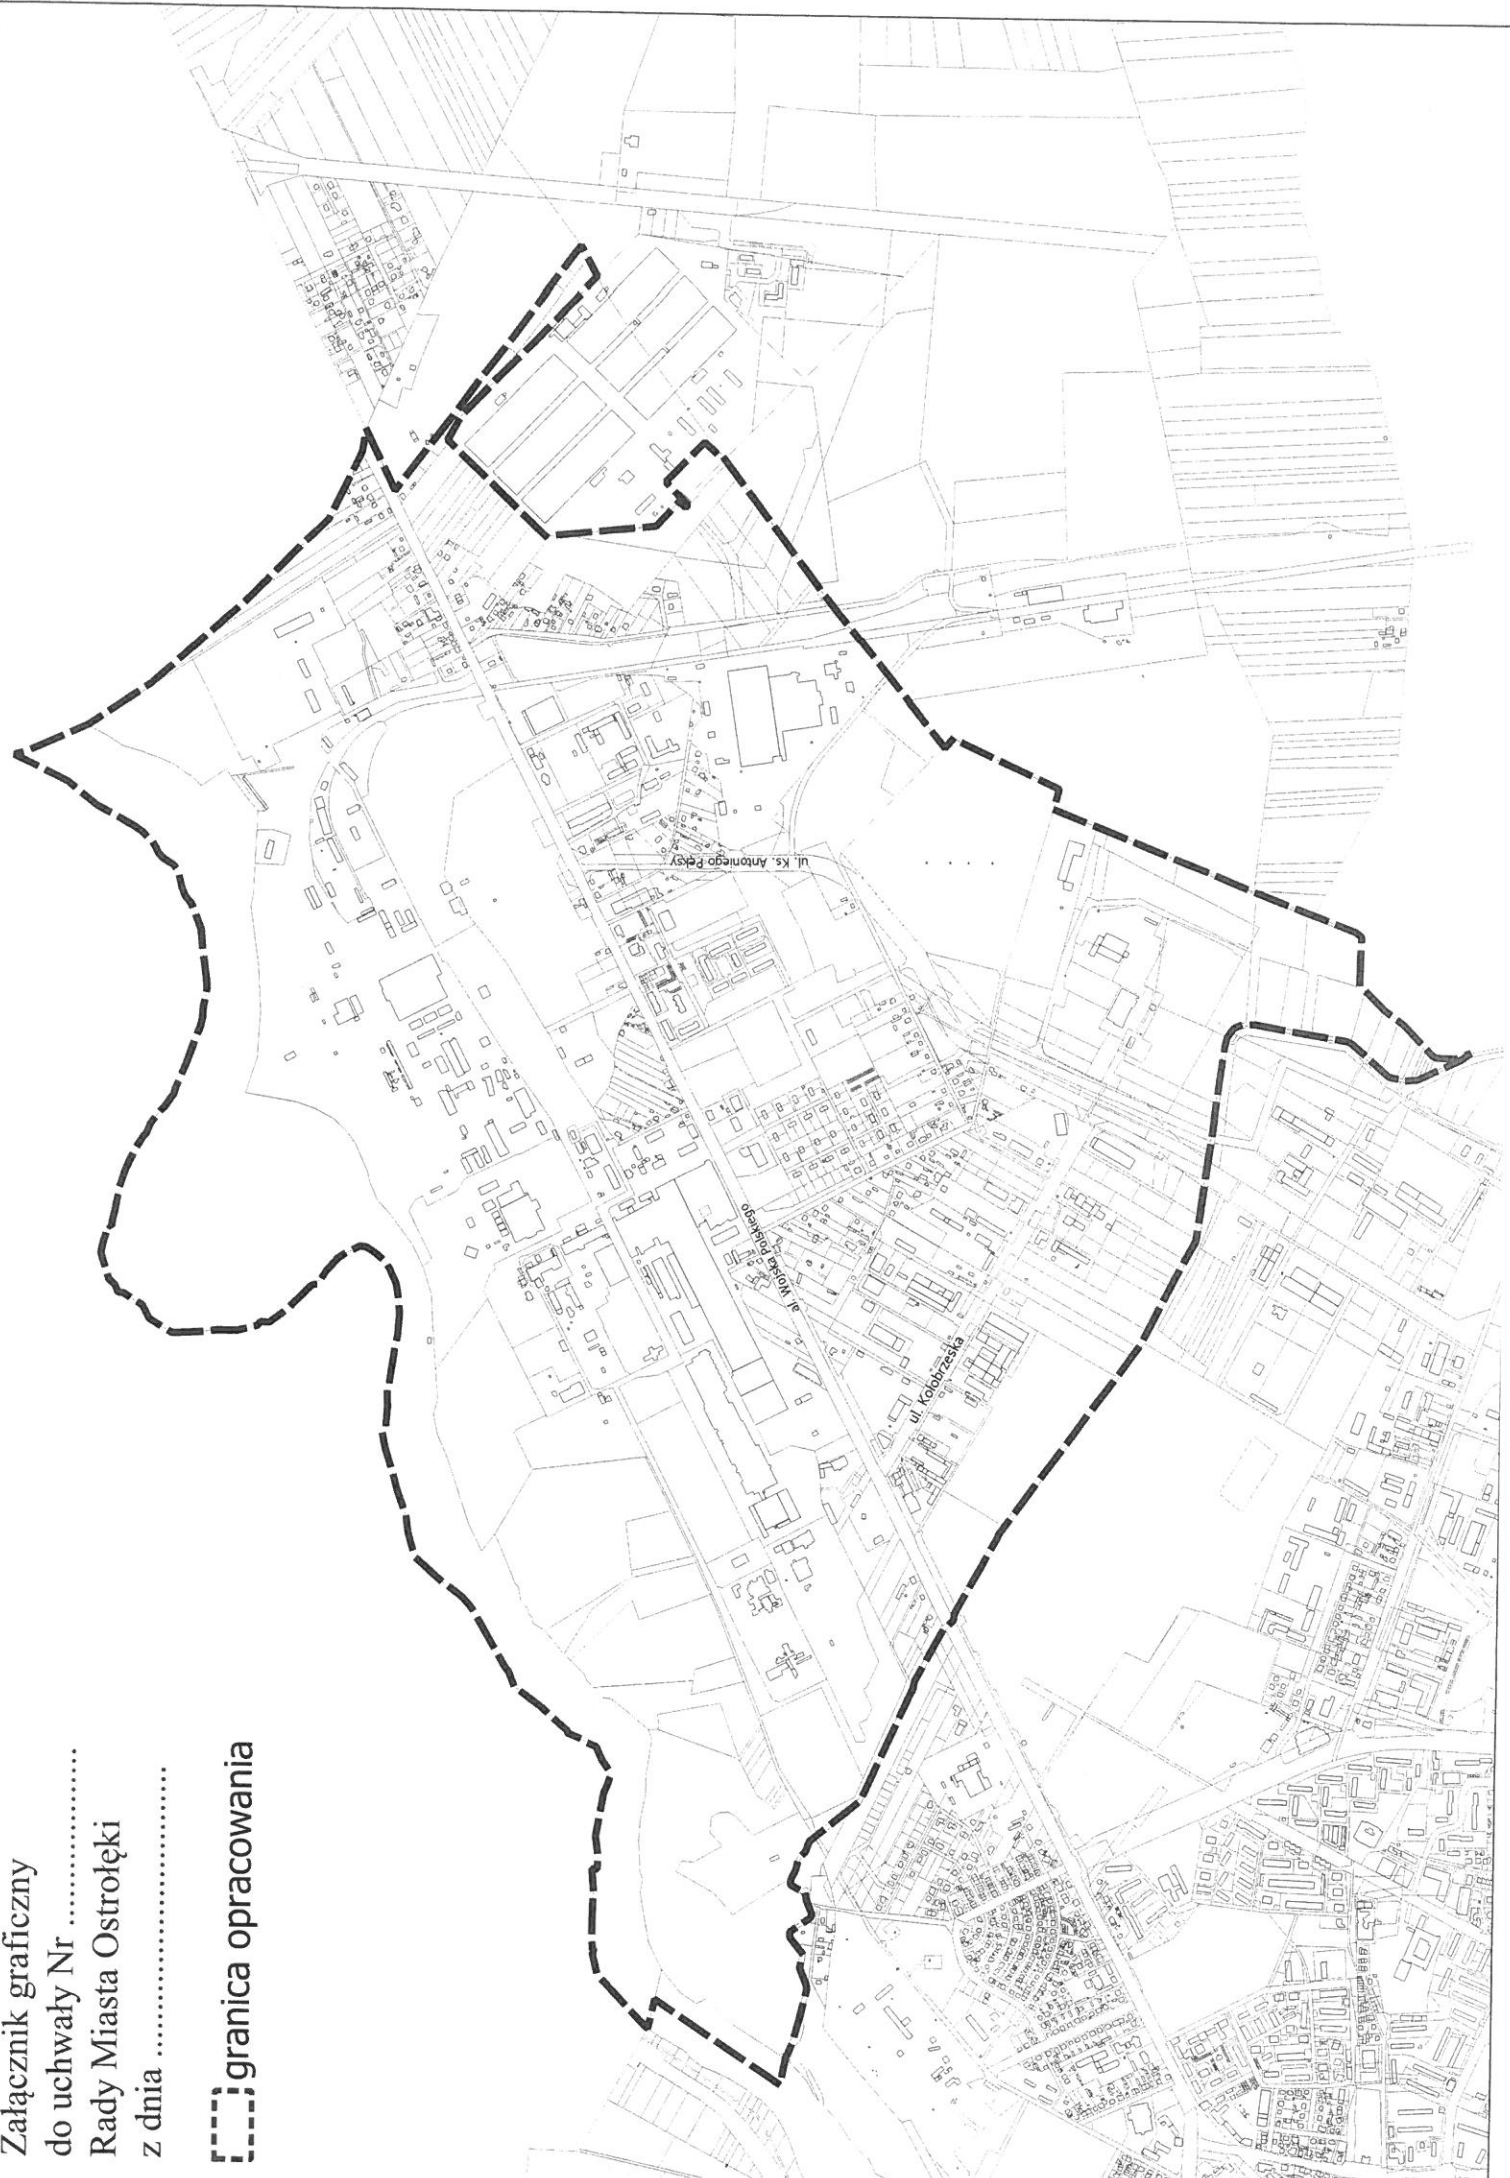 Załącznik graficzny
do uchwały Nr ........................
Rady Miasta Ostrołęki
z dnia ...................................
granica opracowania
ul. Ks. Antoniego Pęksy
al. Wojska Polskiego
ul. Kołobrzeska